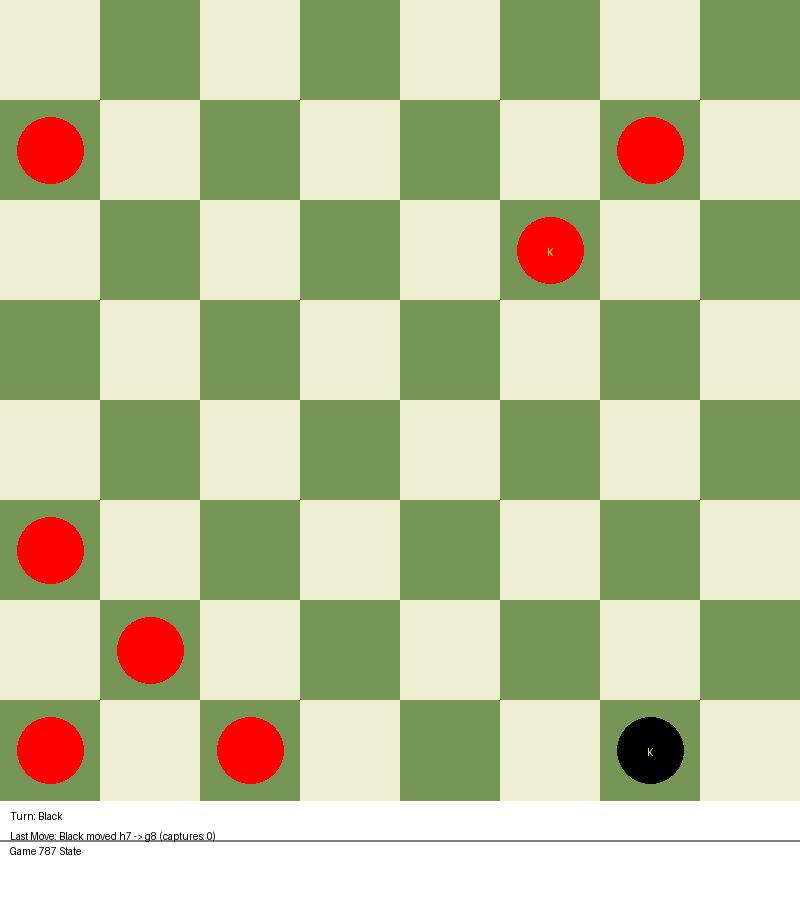 K
K
Turn: Black
Last Move: Black moved h7 -> g8 (captures: 0)
Game 787 State